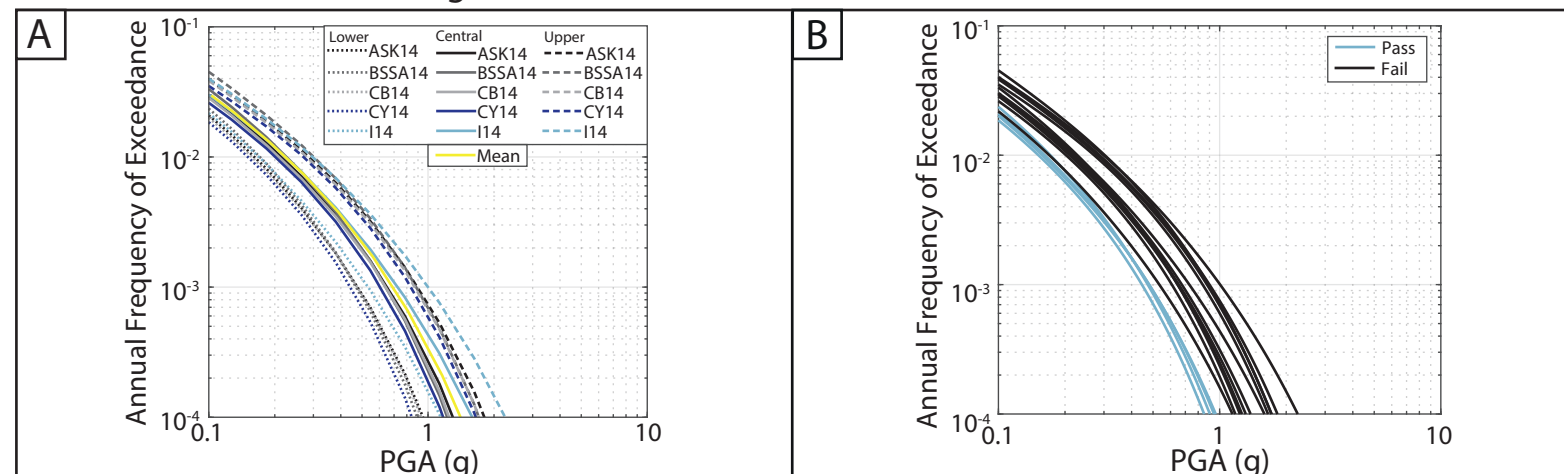 A
Annual Frequency of Exceedance
10-1
10-2
10-3
10-4
0.1
1
10
PGA (g)
Lower Central Upper
ASK14 ASK14 ASK14
BSSA14 BSSA14 BSSA14
CB14 CB14 CB14
CY14 CY14 CY14
I14 I14 I14
Mean
B
Annual Frequency of Exceedance
10-1
10-2
10-3
10-4
0.1
1
10
PGA (g)
Pass
Fail